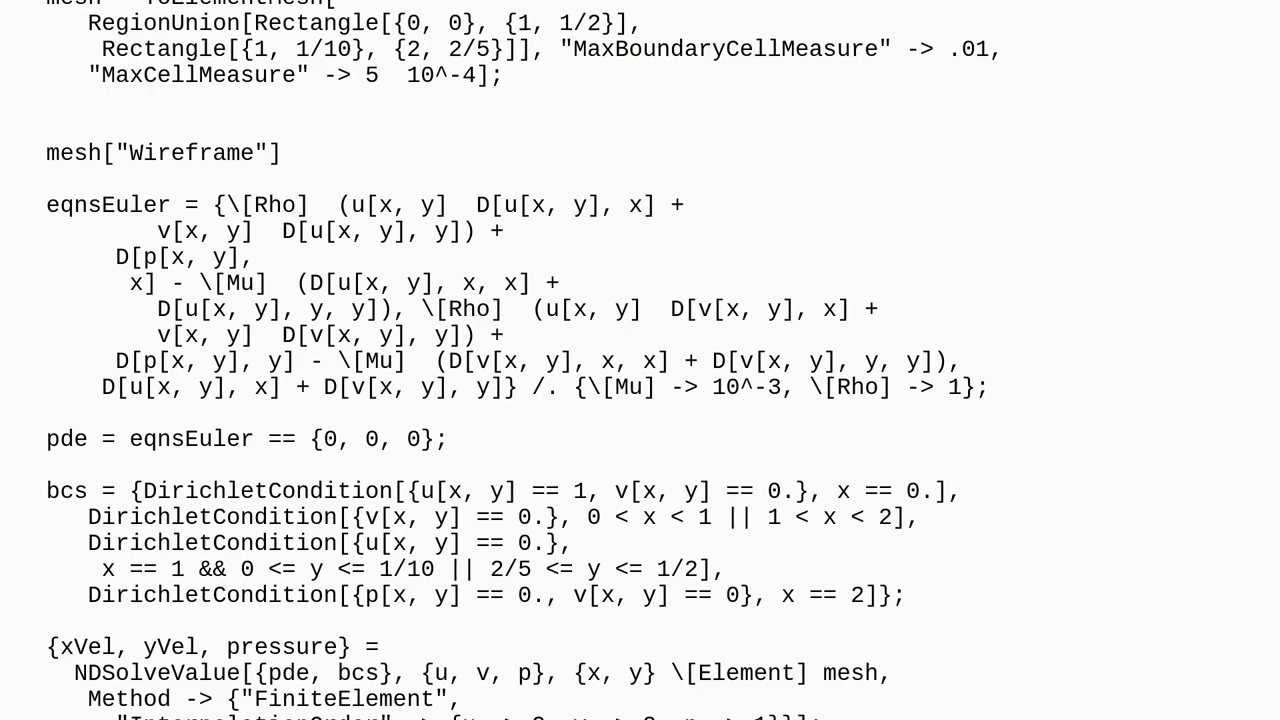 RegionUnion[Rectangle[{0, 0}, {1, 1/2}],
Rectangle[{1, 1/10}, {2, 2/5}]], "MaxBoundaryCellMeasure" -> .01,
"MaxCellMeasure" -> 5  10^-4];
mesh["Wireframe"]
eqnsEuler = {\[Rho]  (u[x, y]  D[u[x, y], x] +
v[x, y]  D[u[x, y], y]) +
D[p[x, y],
x] - \[Mu]  (D[u[x, y], x, x] +
D[u[x, y], y, y]), \[Rho]  (u[x, y]  D[v[x, y], x] +
v[x, y]  D[v[x, y], y]) +
D[p[x, y], y] - \[Mu]  (D[v[x, y], x, x] + D[v[x, y], y, y]),
D[u[x, y], x] + D[v[x, y], y]} /. {\[Mu] -> 10^-3, \[Rho] -> 1};
pde = eqnsEuler == {0, 0, 0};
bcs = {DirichletCondition[{u[x, y] == 1, v[x, y] == 0.}, x == 0.],
DirichletCondition[{v[x, y] == 0.}, 0 < x < 1 || 1 < x < 2],
DirichletCondition[{u[x, y] == 0.},
x == 1 && 0 <= y <= 1/10 || 2/5 <= y <= 1/2],
DirichletCondition[{p[x, y] == 0., v[x, y] == 0}, x == 2]};
{xVel, yVel, pressure} =
NDSolveValue[{pde, bcs}, {u, v, p}, {x, y} \[Element] mesh,
Method -> {"FiniteElement",